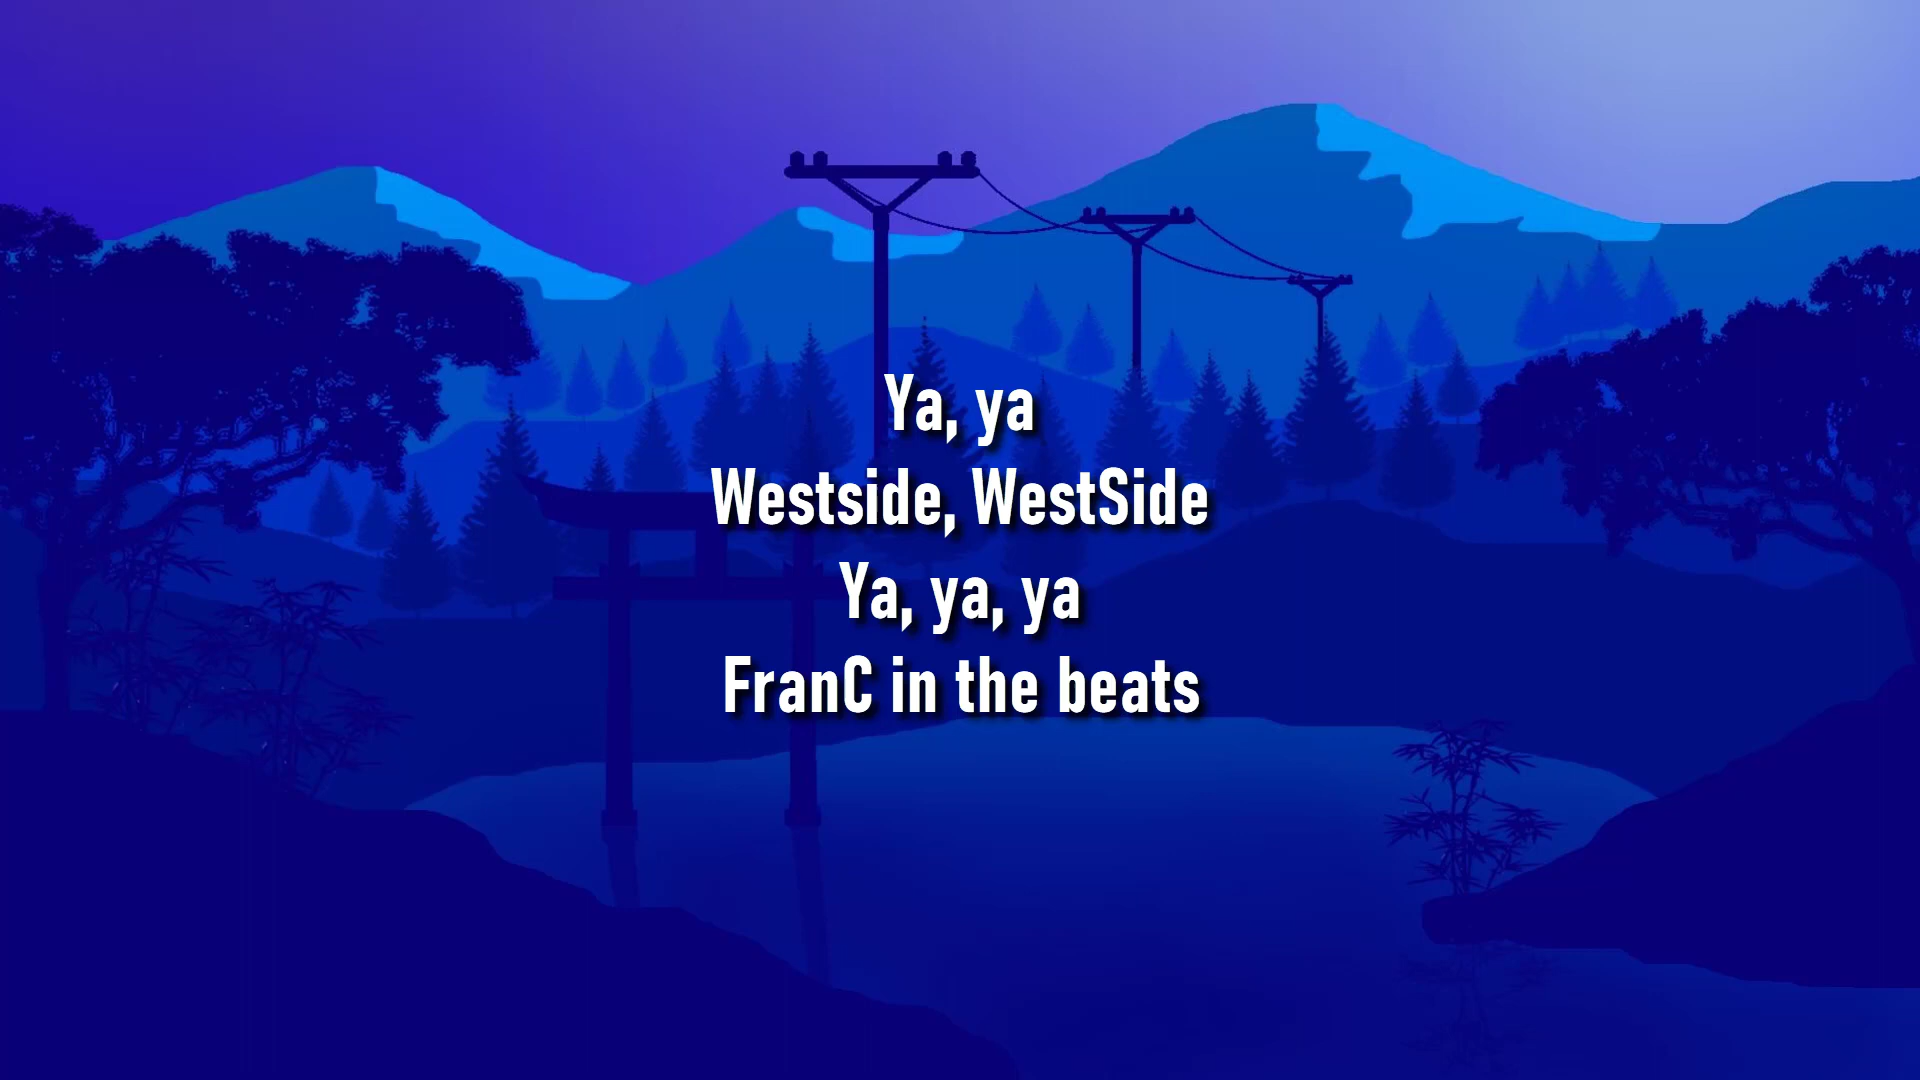 Ya, ya
Westside, WestSide
Ya, ya, ya
FranC in the beats